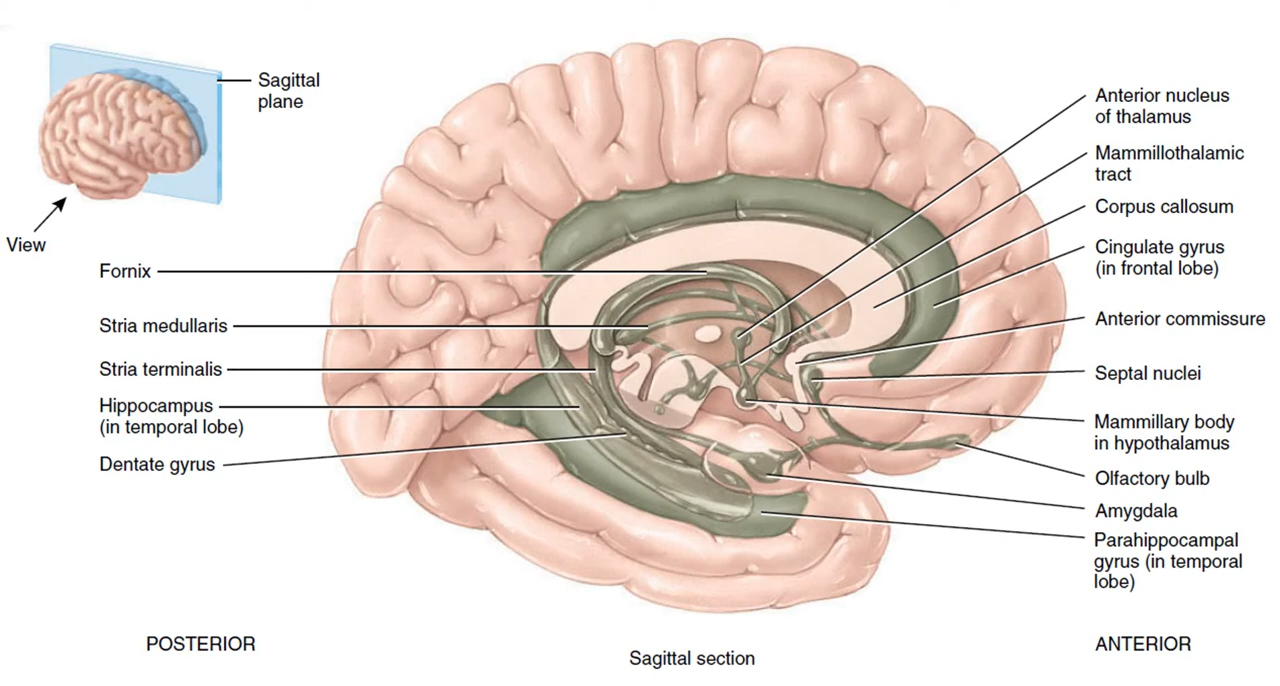 Sagittal
plane
View
Fornix
Stria medullaris
Stria terminalis
Hippocampus
(in temporal lobe)
Dentate gyrus
Anterior nucleus
of thalamus
Mammillothalamic
tract
Corpus callosum
Cingulate gyrus
(in frontal lobe)
Anterior commissure
Septal nuclei
Mammillary body
in hypothalamus
Olfactory bulb
Amygdala
Parahippocampal
gyrus (in temporal
lobe)
POSTERIOR
Sagittal section
ANTERIOR